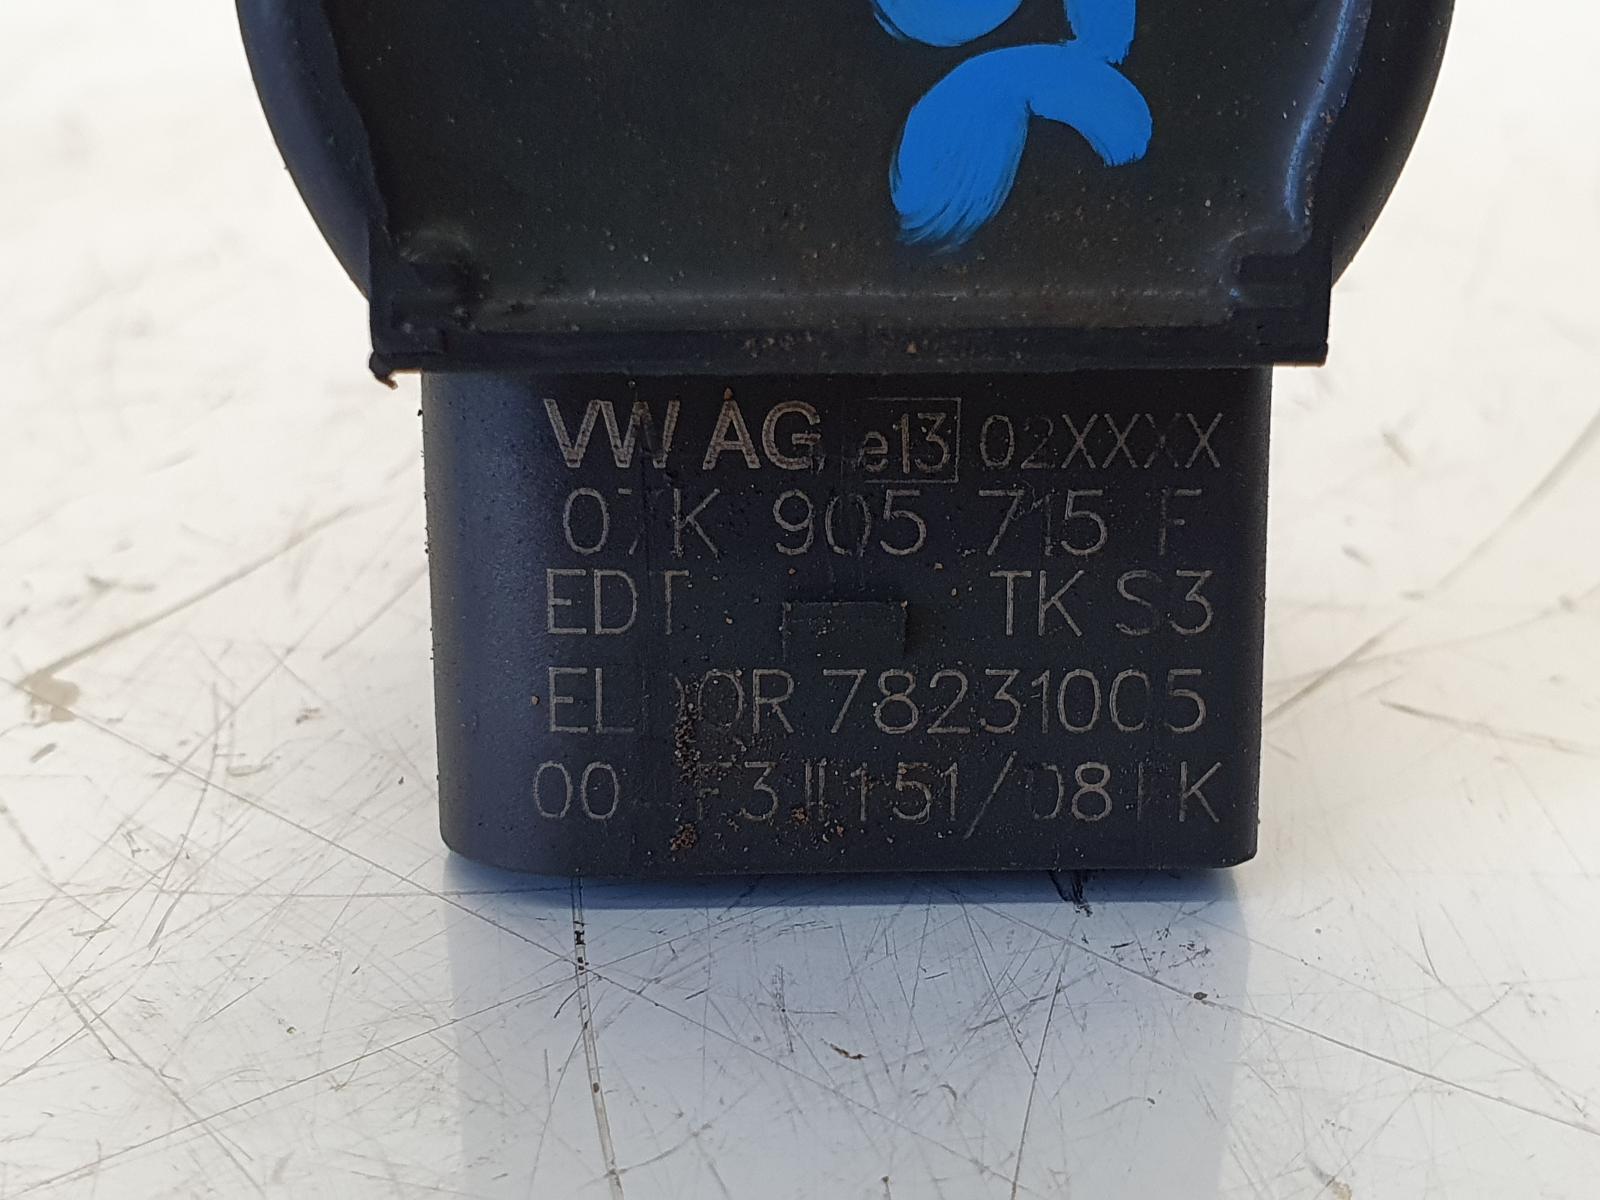 VW AG e13 02XXXX
07K 905 715 F
EDT TK S3
ELDOR 78231005